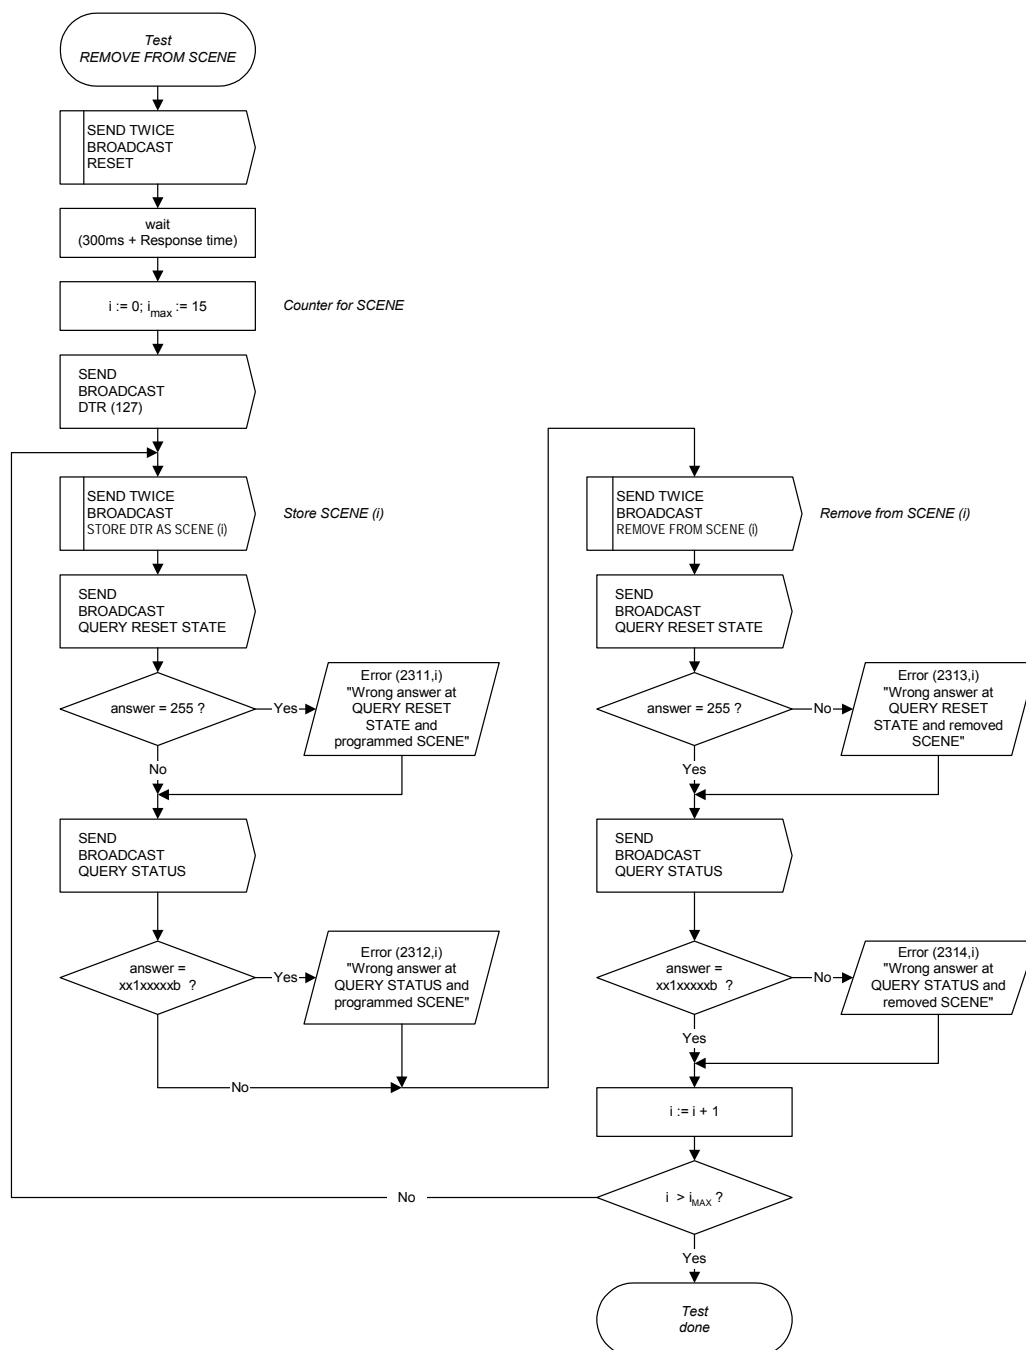 Test
REMOVE FROM SCENE
SEND TWICE
BROADCAST
RESET
wait
(300ms + Response time)
i := 0; imax := 15
Counter for SCENE
SEND
BROADCAST
DTR (127)
SEND TWICE
BROADCAST
STORE DTR AS SCENE (i)
Store SCENE (i)
SEND
BROADCAST
QUERY RESET STATE
answer = 255 ?
Yes
Error (2311,i)
"Wrong answer at
QUERY RESET
STATE and
programmed SCENE"
No
SEND
BROADCAST
QUERY STATUS
answer =
xx1xxxxxb ?
Yes
Error (2312,i)
"Wrong answer at
QUERY STATUS and
programmed SCENE"
No
SEND TWICE
BROADCAST
REMOVE FROM SCENE (i)
Remove from SCENE (i)
SEND
BROADCAST
QUERY RESET STATE
answer = 255 ?
No
Error (2313,i)
"Wrong answer at
QUERY RESET
STATE and removed
SCENE"
Yes
SEND
BROADCAST
QUERY STATUS
answer =
xx1xxxxxb ?
No
Error (2314,i)
"Wrong answer at
QUERY STATUS and
removed SCENE"
Yes
i := i + 1
i > iMAX ?
No
Yes
Test
done